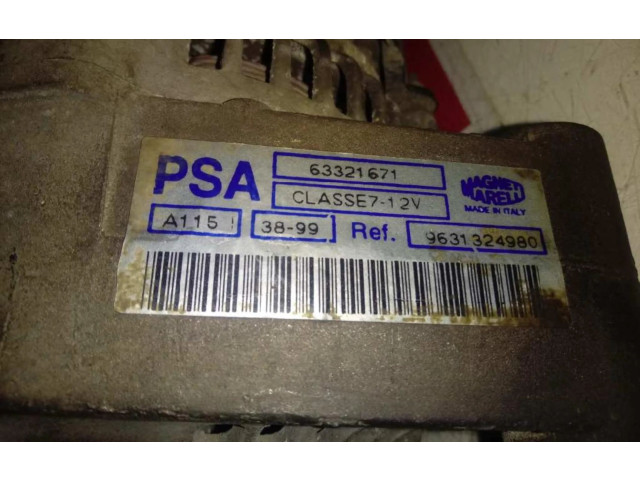 PSA
63321671
CLASSE7-12V
MAGNETI
MARELLI
MADE IN ITALY
A115 I
38-99
Ref.
9631324980